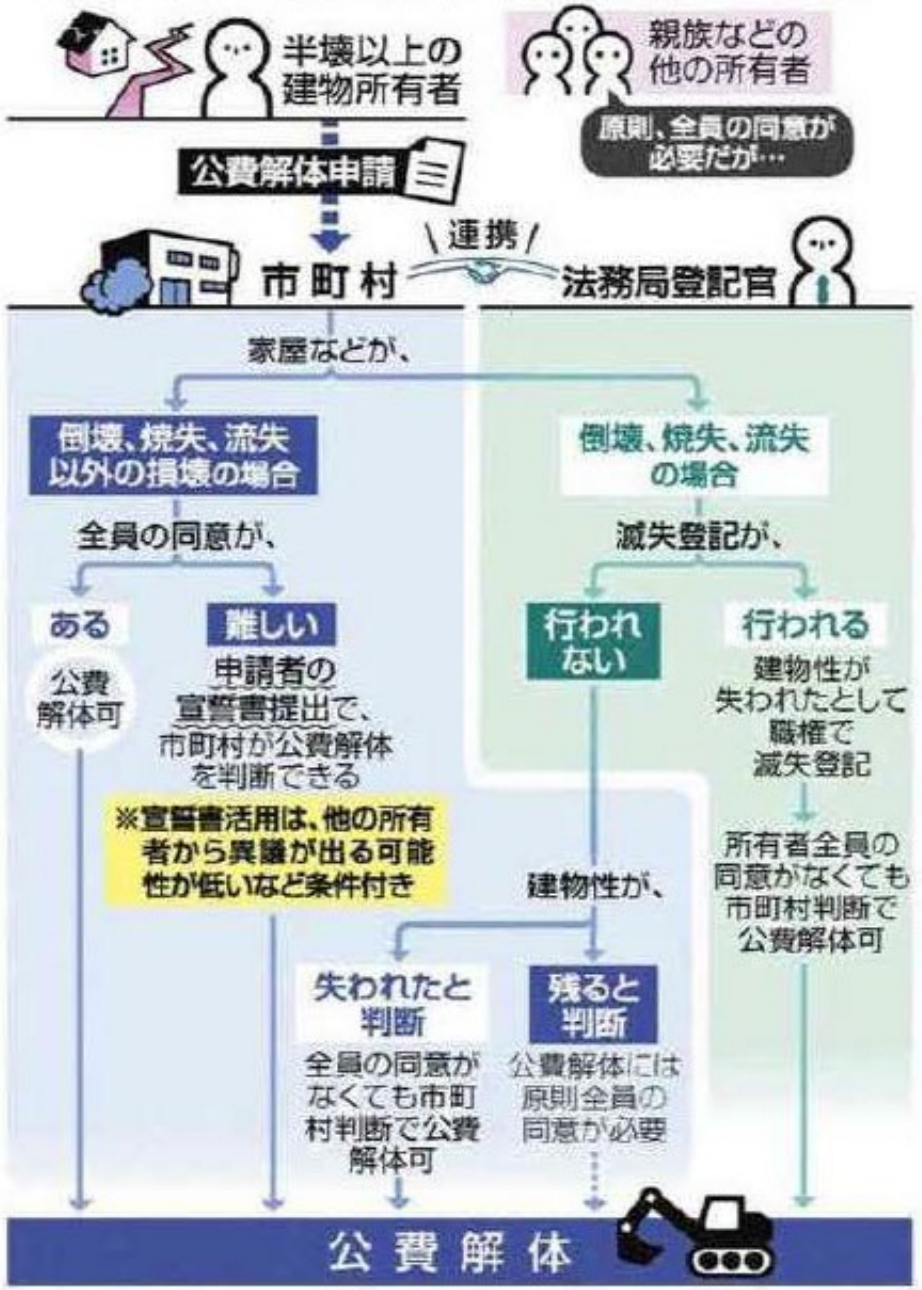 半壊以上の
建物所有者
親族などの
他の所有者
原則、全員の同意が
必要だが…
公費解体申請
連携
市町村
法務局登記官
家屋などが、
倒壊、焼失、流失
以外の損壊の場合
倒壊、焼失、流失
の場合
全員の同意が、
滅失登記が、
ある
公費
解体可
難しい
申請者の
宣誓書提出で、
市町村が公費解体
を判断できる
※宣誓書活用は、他の所有
者から異議が出る可能
性が低いなど条件付き
行われ
ない
行われる
建物性が
失われたとして
職権で
滅失登記
所有者全員の
同意がなくても
市町村判断で
公費解体可
建物性が、
失われたと
判断
全員の同意が
なくても市町
村判断で公費
解体可
残ると
判断
公費解体には
原則全員の
同意が必要
公費解体